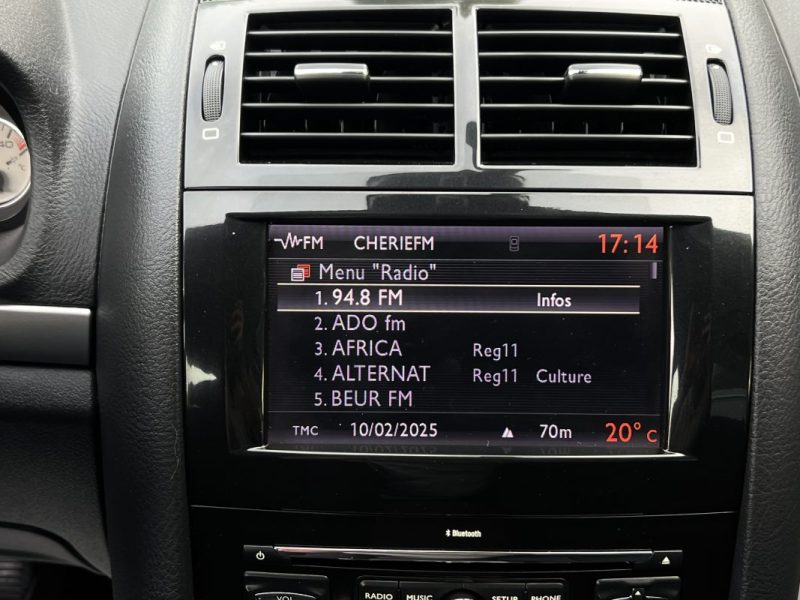 FM CHERIEFM 17:14
Menu "Radio"
1. 94.8 FM Infos
2. ADO fm
3. AFRICA Reg11
4. ALTERNAT Reg11 Culture
5. BEUR FM
TMC 10/02/2025 70m 20° C
Bluetooth
RADIO MUSIC SETUP PHONE
VOL